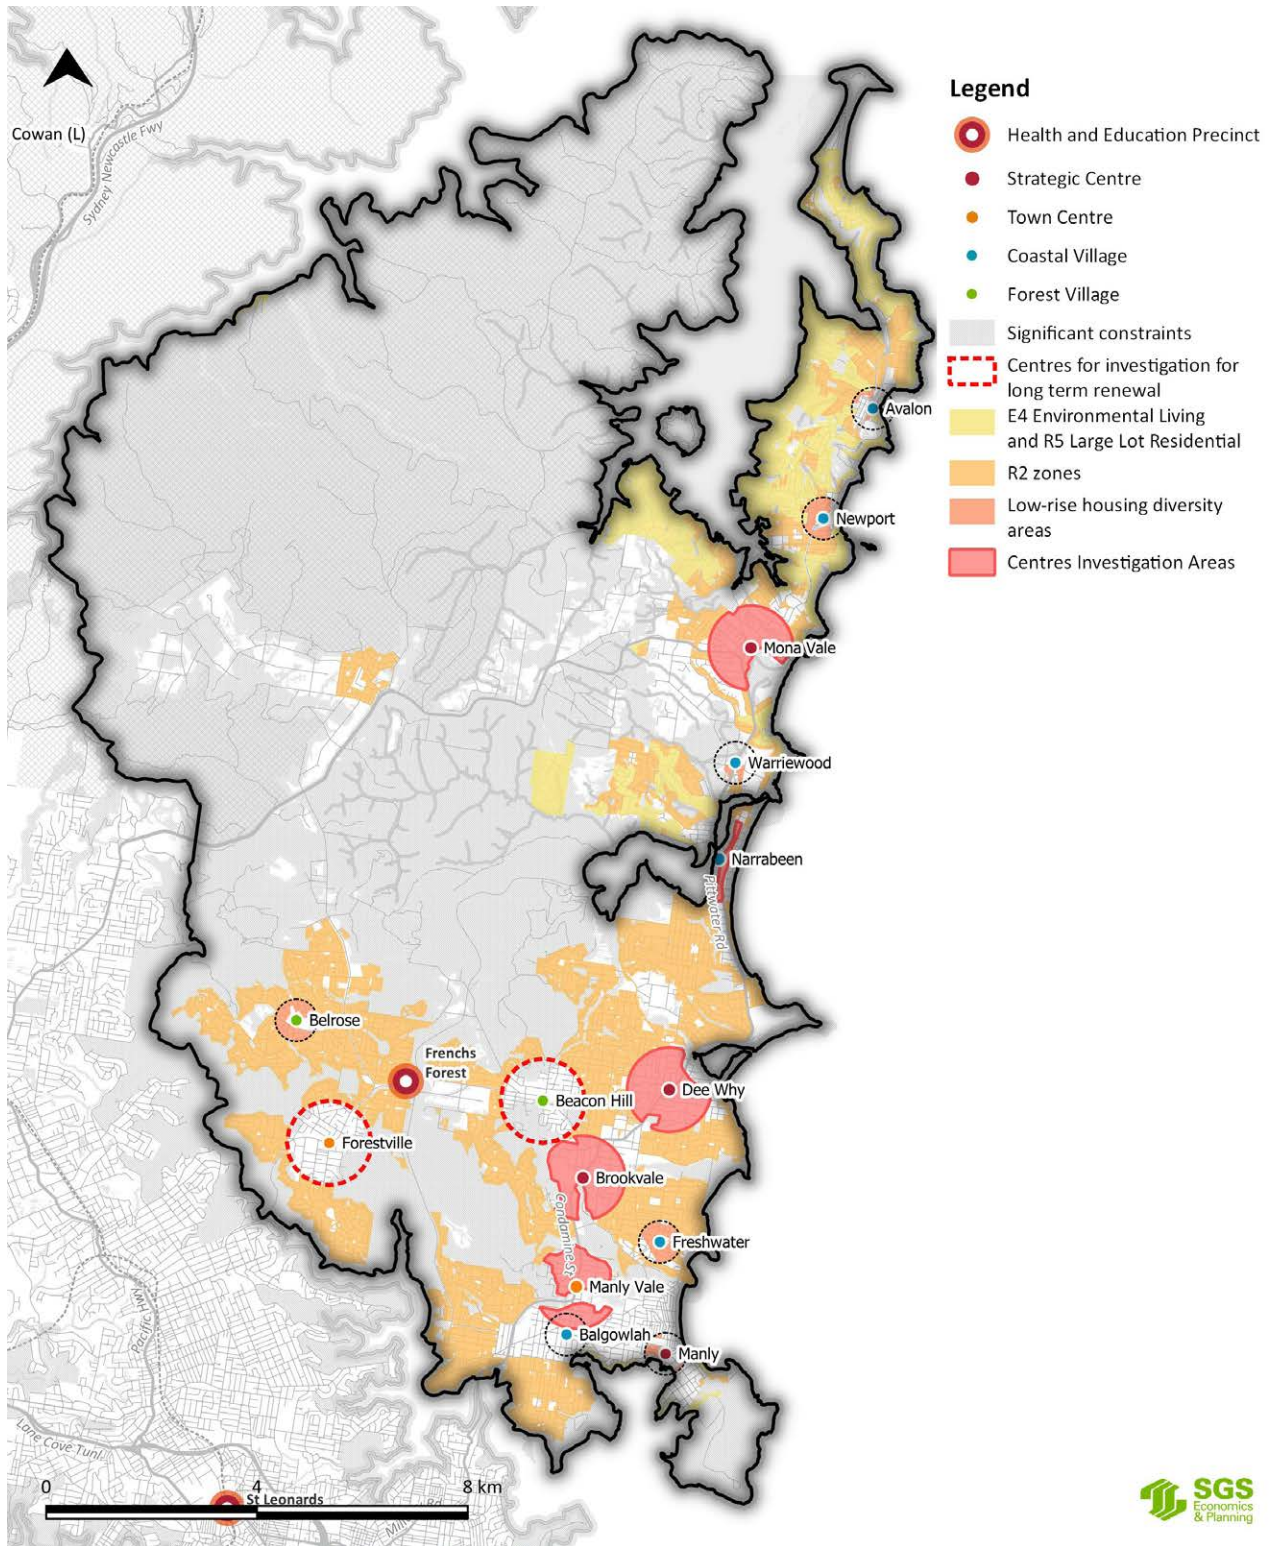 Cowan (L)
Sydney Newcastle Fwy
Legend
Health and Education Precinct
Strategic Centre
Town Centre
Coastal Village
Forest Village
Significant constraints
Centres for investigation for
long term renewal
E4 Environmental Living
and R5 Large Lot Residential
R2 zones
Low-rise housing diversity
areas
Centres Investigation Areas
Avalon
Newport
Mona Vale
Warriewood
Narrabeen
Pittwater Rd
Belrose
Frenchs
Forest
Beacon Hill
Dee Why
Forestville
Brookvale
Condamine St
Freshwater
Manly Vale
Balgowlah
Manly
Pacific Hwy
Lane Cove Tunl
0 4 8 km
St Leonards
SGS
Economics
& Planning